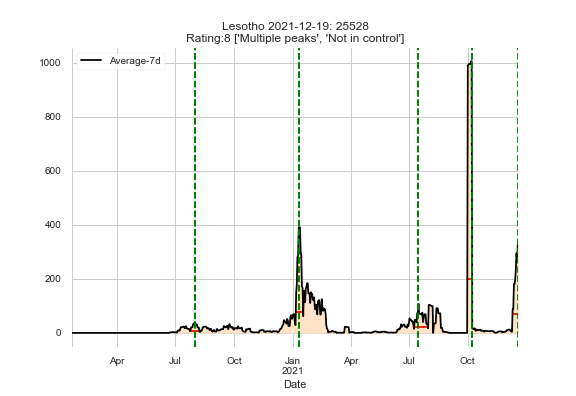 Lesotho 2021-12-19: 25528
Rating:8 ['Multiple peaks', 'Not in control']
Average-7d
1000
800
600
400
200
0
Apr
Jul
Oct
Jan
2021
Apr
Jul
Oct
Date